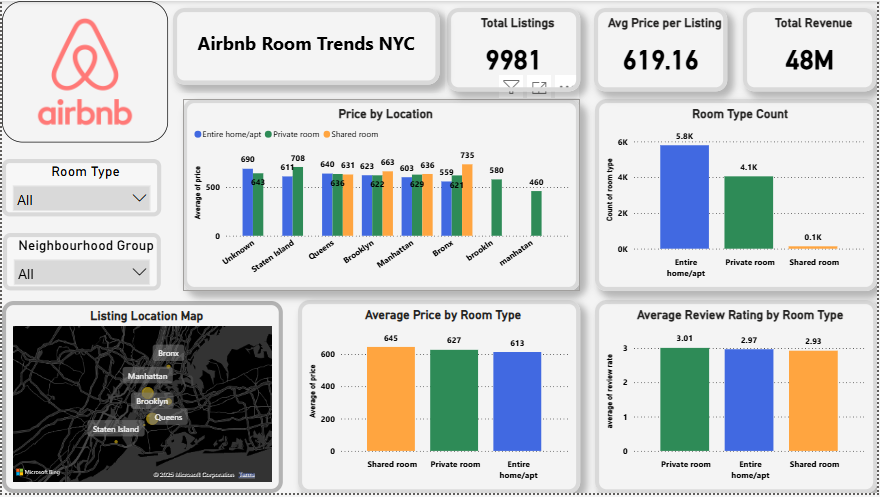 airbnb
Airbnb Room Trends NYC
Total Listings
9981
Avg Price per Listing
619.16
Total Revenue
48M
Room Type
All
Neighbourhood Group
All
Price by Location
Entire home/apt Private room Shared room
Average of price
500
0
690
643
611
708
640
636
631
623
622
663
603
629
636
559
621
735
580
460
Unknown
Staten Island
Queens
Brooklyn
Manhattan
Bronx
brookln
manhatan
Room Type Count
Count of room type
6K
4K
2K
0K
5.8K
4.1K
0.1K
Entire
home/apt
Private room
Shared room
Listing Location Map
Bronx
Manhattan
Brooklyn
Queens
Staten Island
Microsoft Bing
© 2025 Microsoft Corporation Terms
Average Price by Room Type
Average of price
600
400
200
0
645
627
613
Shared room
Private room
Entire
home/apt
Average Review Rating by Room Type
average of review rate
3
2
1
0
3.01
2.97
2.93
Private room
Entire
home/apt
Shared room